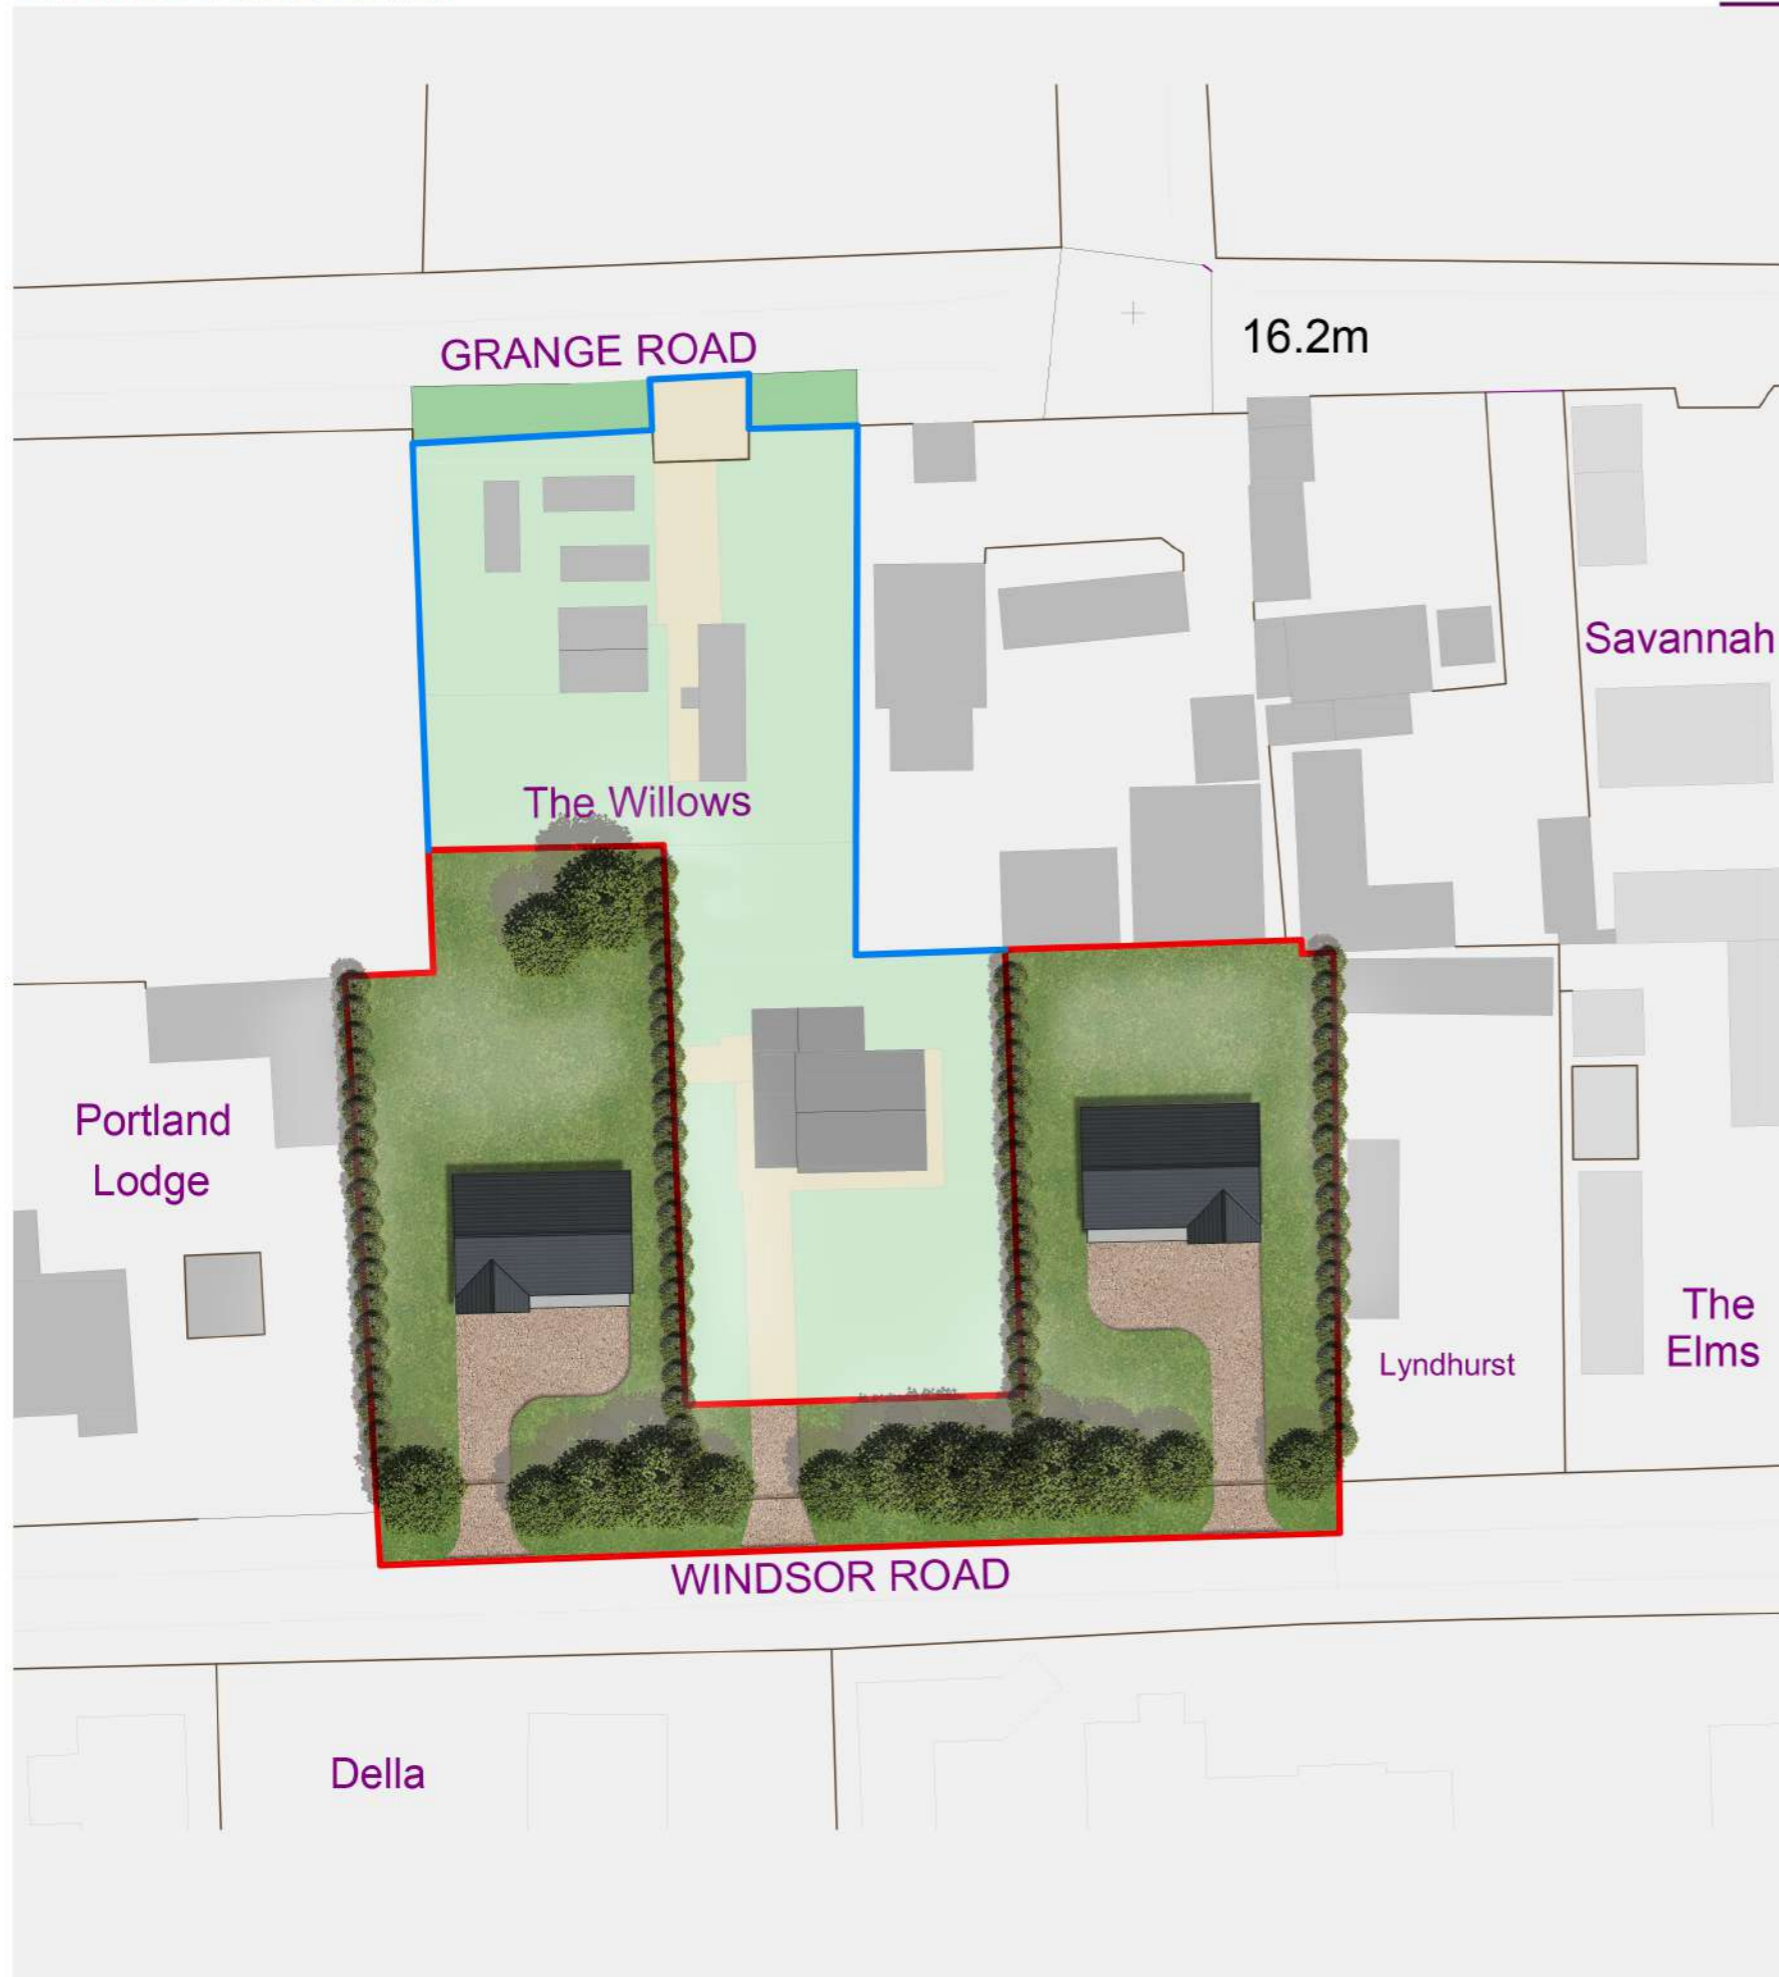 GRANGE ROAD
16.2m
Savannah
The Willows
Portland
Lodge
The
Elms
Lyndhurst
WINDSOR ROAD
Della